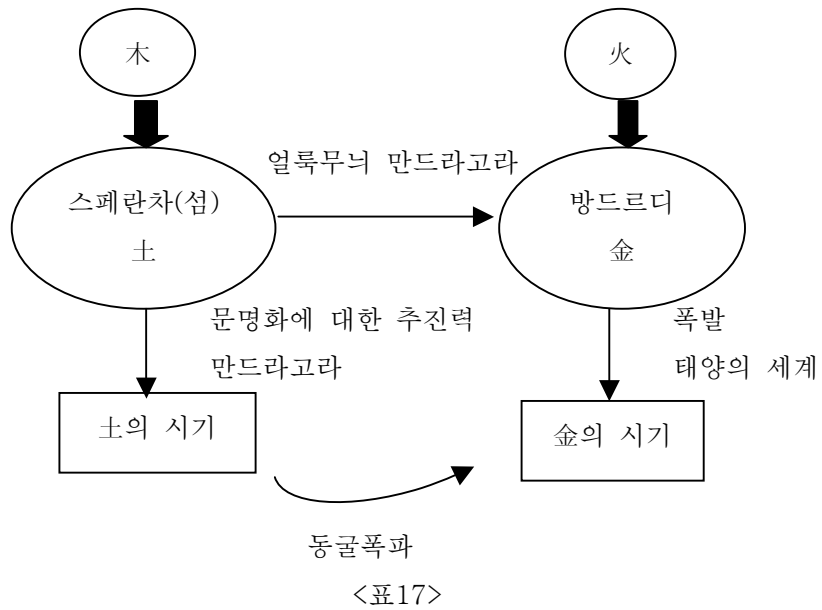 木
火
얼룩무늬 만드라고라
스페란차(섬)
土
방드르디
金
문명화에 대한 추진력
만드라고라
폭발
태양의 세계
土의 시기
金의 시기
동굴폭파
<표17>